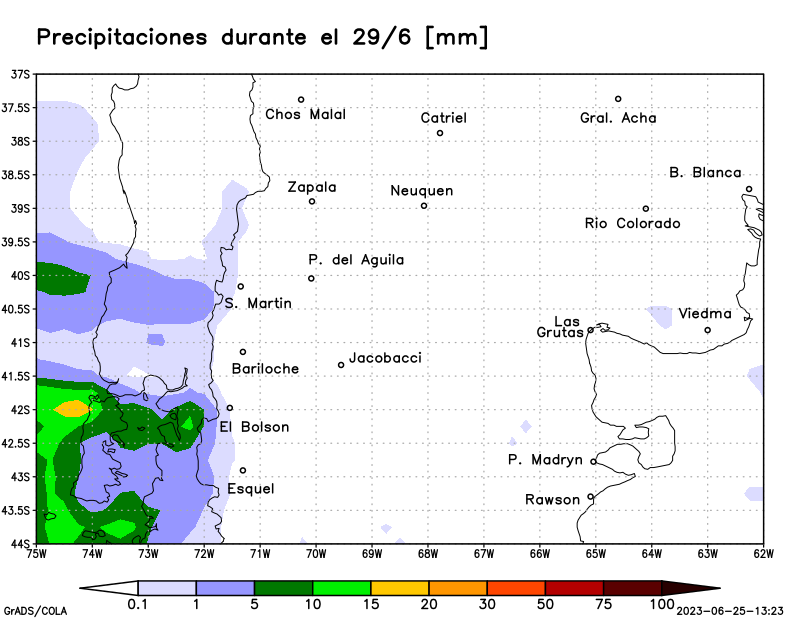 Precipitaciones durante el 29/6 [mm]
37S
37.5S
38S
38.5S
39S
39.5S
40S
40.5S
41S
41.5S
42S
42.5S
43S
43.5S
44S
Chos Malal
Catriel
Gral. Acha
B. Blanca
Zapala
Neuquen
Rio Colorado
P. del Aguila
S. Martin
Las
Grutas
Viedma
Bariloche
Jacobacci
El Bolson
Esquel
P. Madryn
Rawson
75W 74W 73W 72W 71W 70W 69W 68W 67W 66W 65W 64W 63W 62W
0.1 1 5 10 15 20 30 50 75 100
GrADS/COLA
2023-06-25-13:23